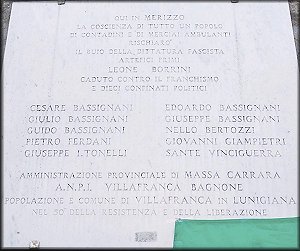 QUI IN MERIZZO
LA COSCIENZA DI TUTTO UN POPOLO
DI CONTADINI E DI MERCIAI AMBULANTI
RISCHIARÒ
IL BUIO DELLA DITTATURA FASCISTA
ARTEFICI PRIMI
LEONE BORRINI
CADUTO CONTRO IL FRANCHISMO
E DIECI CONFINATI POLITICI
CESARE BASSIGNANI EDOARDO BASSIGNANI
GIULIO BASSIGNANI GIUSEPPE BASSIGNANI
GUIDO BASSIGNANI NELLO BERTOZZI
PIETRO FERDANI GIOVANNI GIAMPIETRI
GIUSEPPE SANTE VINCIGUERRA
AMMINISTRAZIONE PROVINCIALE DI MASSA CARRARA
A.N.P.I. VILLAFRANCA BAGNONE
POPOLAZIONE E COMUNE DI VILLAFRANCA IN LUNIGIANA
NEL 50 DELLA RESISTENZA E DELLA LIBERAZIONE